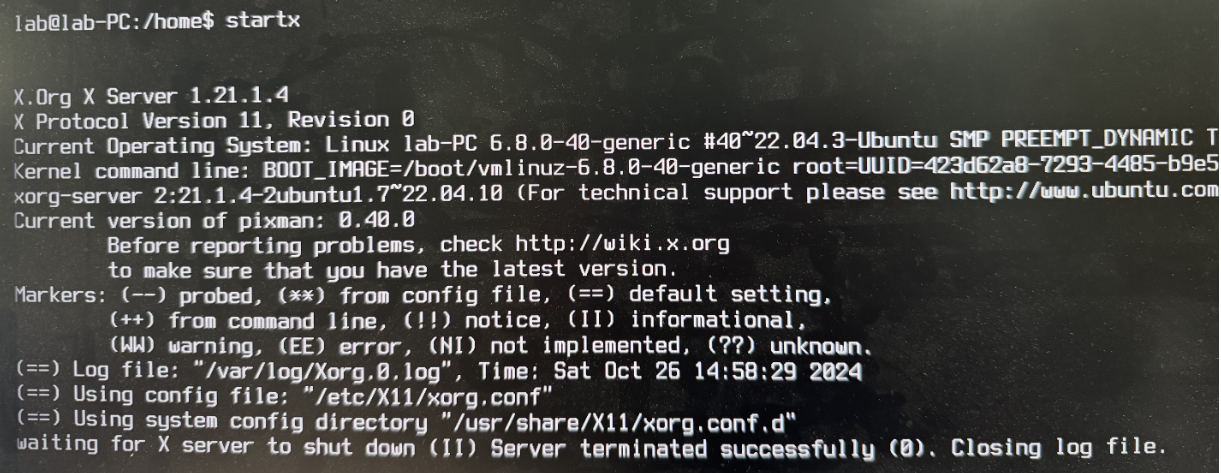 lab@lab-PC:/home$ startx
X.Org X Server 1.21.1.4
X Protocol Version 11, Revision 0
Current Operating System: Linux lab-PC 6.8.0-40-generic #40~22.04.3-Ubuntu SMP PREEMPT_DYNAMIC T
Kernel command line: BOOT_IMAGE=/boot/vmlinuz-6.8.0-40-generic root=UUID=423d62a8-7293-4485-b9e5
xorg-server 2:21.1.4-2ubuntu1.7~22.04.10 (For technical support please see http://www.ubuntu.com
Current version of pixman: 0.40.0
Before reporting problems, check http://wiki.x.org
to make sure that you have the latest version.
Markers: (--) probed, (**) from config file, (==) default setting,
(++) from command line, (!!) notice, (II) informational,
(WW) warning, (EE) error, (NI) not implemented, (??) unknown.
(==) Log file: "/var/log/Xorg.0.log", Time: Sat Oct 26 14:58:29 2024
(==) Using config file: "/etc/X11/xorg.conf"
(==) Using system config directory "/usr/share/X11/xorg.conf.d"
waiting for X server to shut down (II) Server terminated successfully (0). Closing log file.